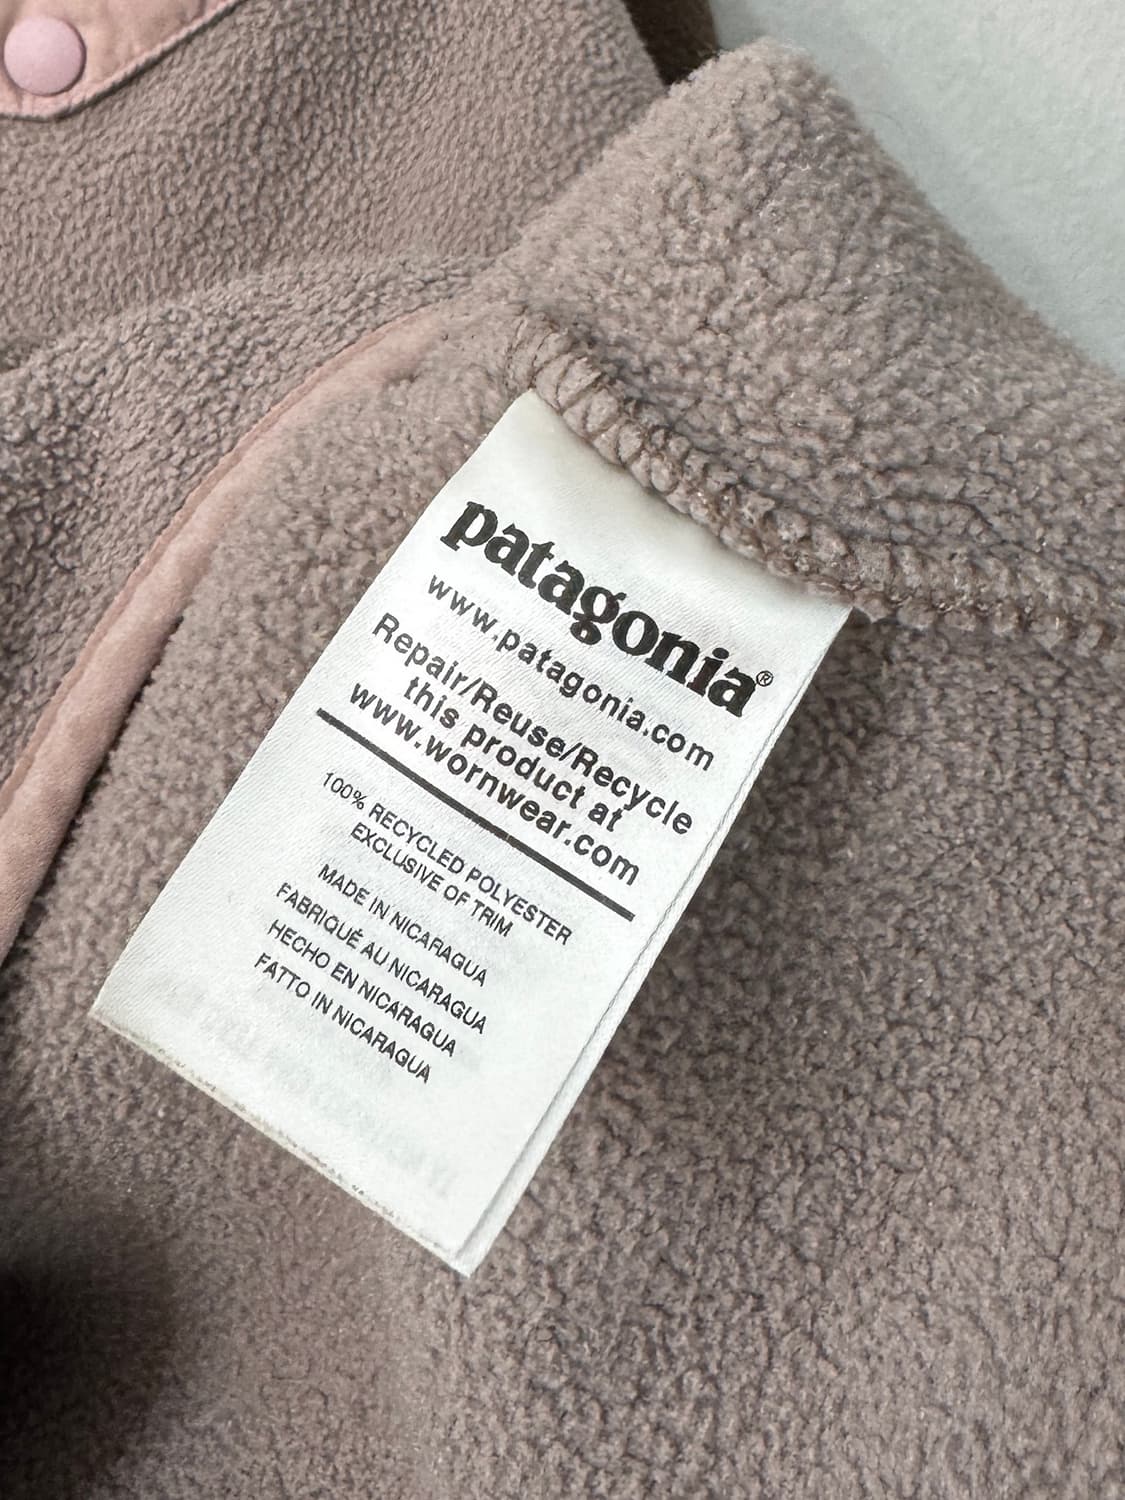 patagonia®
www.patagonia.com
Repair/Reuse/Recycle
this product at
www.wornwear.com
100% RECYCLED POLYESTER
EXCLUSIVE OF TRIM
MADE IN NICARAGUA
FABRIQUÉ AU NICARAGUA
HECHO EN NICARAGUA
FATTO IN NICARAGUA